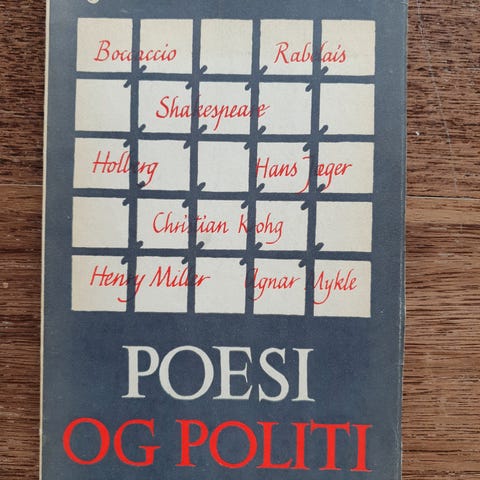 Boccaccio Rabelais
Shakespeare
Holberg Hans Jæger
Christian Krohg
Henry Miller Agnar Mykle
POESI
OG POLITI